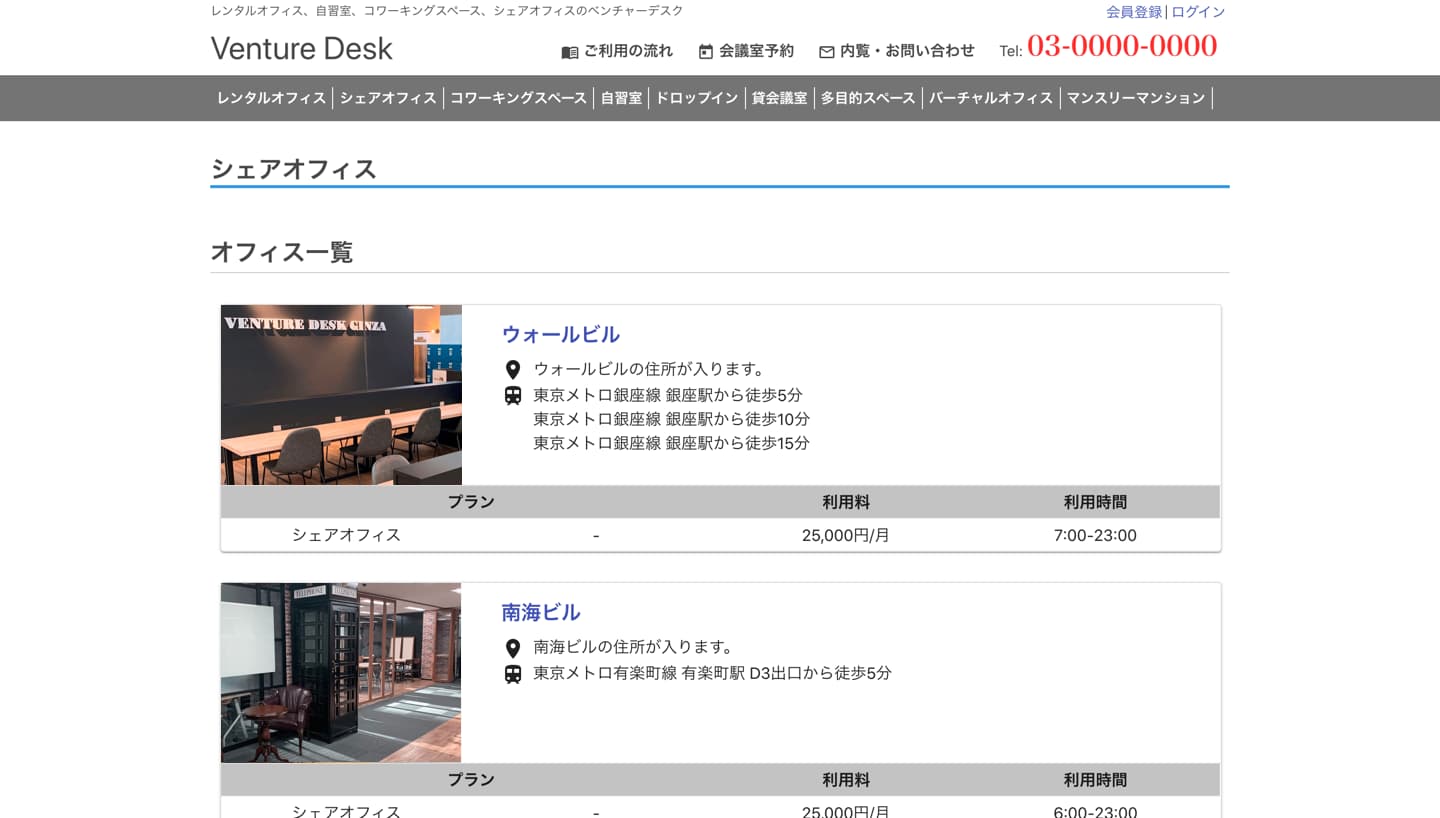 レンタルオフィス、自習室、コワーキングスペース、シェアオフィスのベンチャーデスク
会員登録|ログイン
Venture Desk
ご利用の流れ 会議室予約 内覧・お問い合わせ Tel: 03-0000-0000
レンタルオフィス シェアオフィス コワーキングスペース 自習室 ドロップイン 貸会議室 多目的スペース バーチャルオフィス マンスリーマンション
シェアオフィス
オフィス一覧
VENTURE DESK GINZA
ウォールビル
ウォールビルの住所が入ります。
東京メトロ銀座線 銀座駅から徒歩5分
東京メトロ銀座線 銀座駅から徒歩10分
東京メトロ銀座線 銀座駅から徒歩15分
プラン 利用料 利用時間
シェアオフィス - 25,000円/月 7:00-23:00
TELEPHONE
南海ビル
南海ビルの住所が入ります。
東京メトロ有楽町線 有楽町駅 D3出口から徒歩5分
プラン 利用料 利用時間
シェアオフィス - 25,000円/月 6:00-23:00